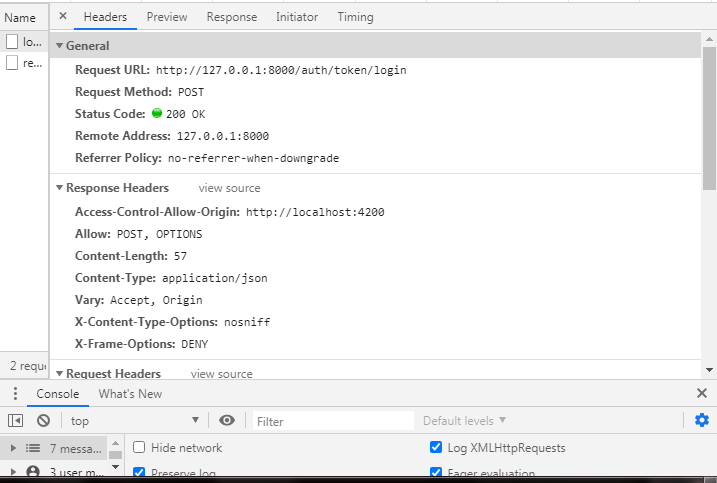 Name
× Headers Preview Response Initiator Timing
lo...
re...
▼ General
Request URL: http://127.0.0.1:8000/auth/token/login
Request Method: POST
Status Code: 200 OK
Remote Address: 127.0.0.1:8000
Referrer Policy: no-referrer-when-downgrade
▼ Response Headers view source
Access-Control-Allow-Origin: http://localhost:4200
Allow: POST, OPTIONS
Content-Length: 57
Content-Type: application/json
Vary: Accept, Origin
X-Content-Type-Options: nosniff
X-Frame-Options: DENY
2 reque
▼ Request Headers view source
Console What's New
top ▼ Filter Default levels ▼
7 messa...
Hide network Log XMLHttpRequests
3 user m...
Preserve log Eager evaluation